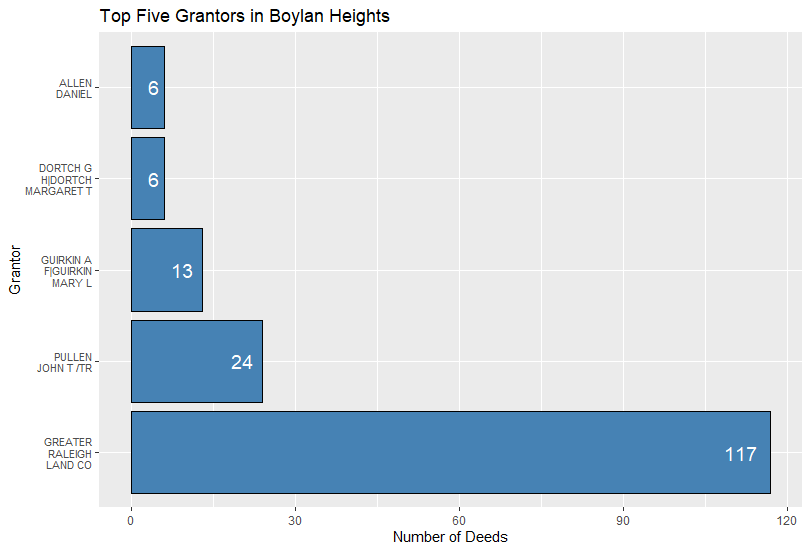 Top Five Grantors in Boylan Heights
ALLEN
DANIEL
6
DORTCH G
H|DORTCH
MARGARET T
6
GUIRKIN A
F|GUIRKIN
MARY L
13
PULLEN
JOHN T /TR
24
GREATER
RALEIGH
LAND CO
117
Grantor
0 30 60 90 120
Number of Deeds